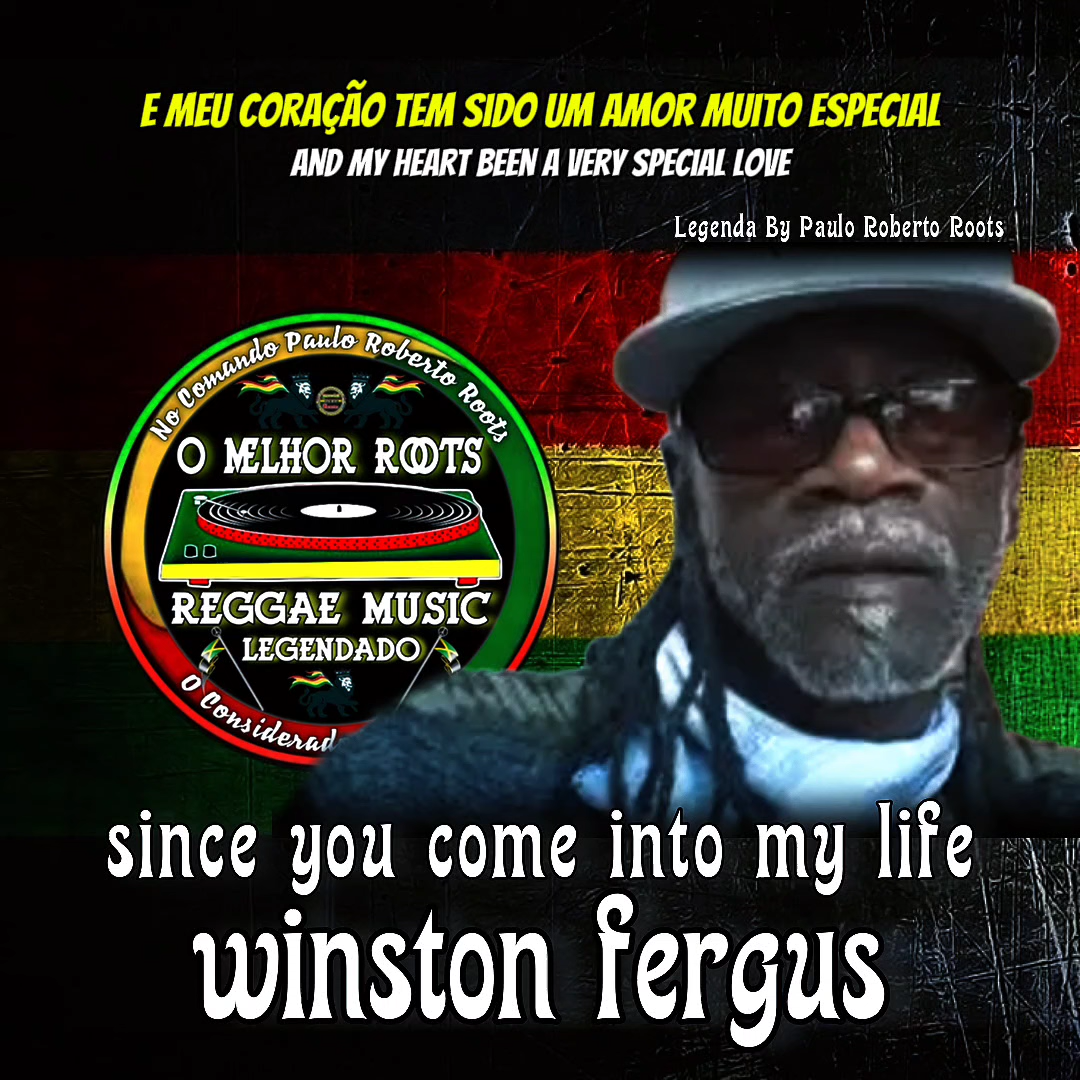 E MEU CORAÇÃO TEM SIDO UM AMOR MUITO ESPECIAL
AND MY HEART BEEN A VERY SPECIAL LOVE
Legenda By Paulo Roberto Roots
No Comando Paulo Roberto Roots
O MELHOR ROOTS
REGGAE MUSIC
LEGENDADO
O Considerad
since you come into my life
winston fergus